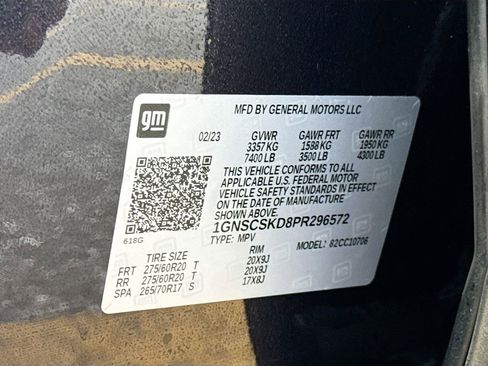 gm
MFD BY GENERAL MOTORS LLC
02/23 GVWR GAWR FRT GAWR RR
3357 KG 1588 KG 1950 KG
7400 LB 3500 LB 4300 LB
THIS VEHICLE CONFORMS TO ALL
APPLICABLE U.S. FEDERAL MOTOR
VEHICLE SAFETY STANDARDS IN EFFECT
ON THE DATE OF MANUFACTURE
SHOWN ABOVE.
1GNSCSKD8PR296572
618G TYPE: MPV MODEL: 82CC10706
TIRE SIZE RIM
FRT 275/60R20 T 20X9J
RR 275/60R20 T 20X9J
SPA 265/70R17 S 17X8J